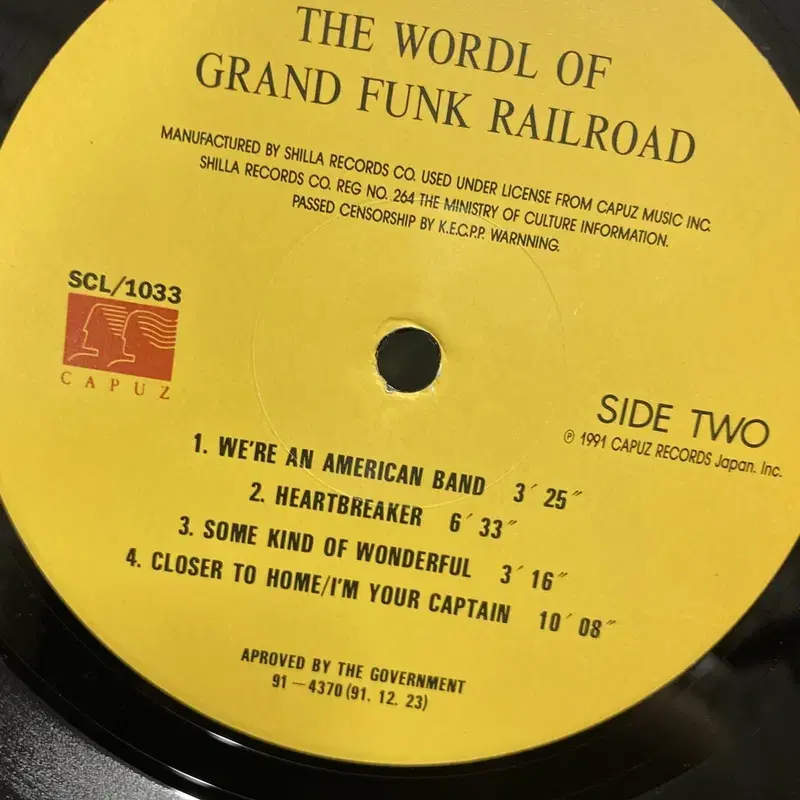 THE WORDL OF
GRAND FUNK RAILROAD
MANUFACTURED BY SHILLA RECORDS CO. USED UNDER LICENSE FROM CAPUZ MUSIC INC.
SHILLA RECORDS CO. REG NO. 264 THE MINISTRY OF CULTURE INFORMATION.
PASSED CENSORSHIP BY K.E.C.P.P. WARNNING.
SCL/1033
CAPUZ
SIDE TWO
℗ 1991 CAPUZ RECORDS Japan. Inc.
1. WE'RE AN AMERICAN BAND 3′ 25″
2. HEARTBREAKER 6′ 33″
3. SOME KIND OF WONDERFUL 3′ 16″
4. CLOSER TO HOME/I'M YOUR CAPTAIN 10′ 08″
APROVED BY THE GOVERNMENT
91－4370 (91. 12. 23)